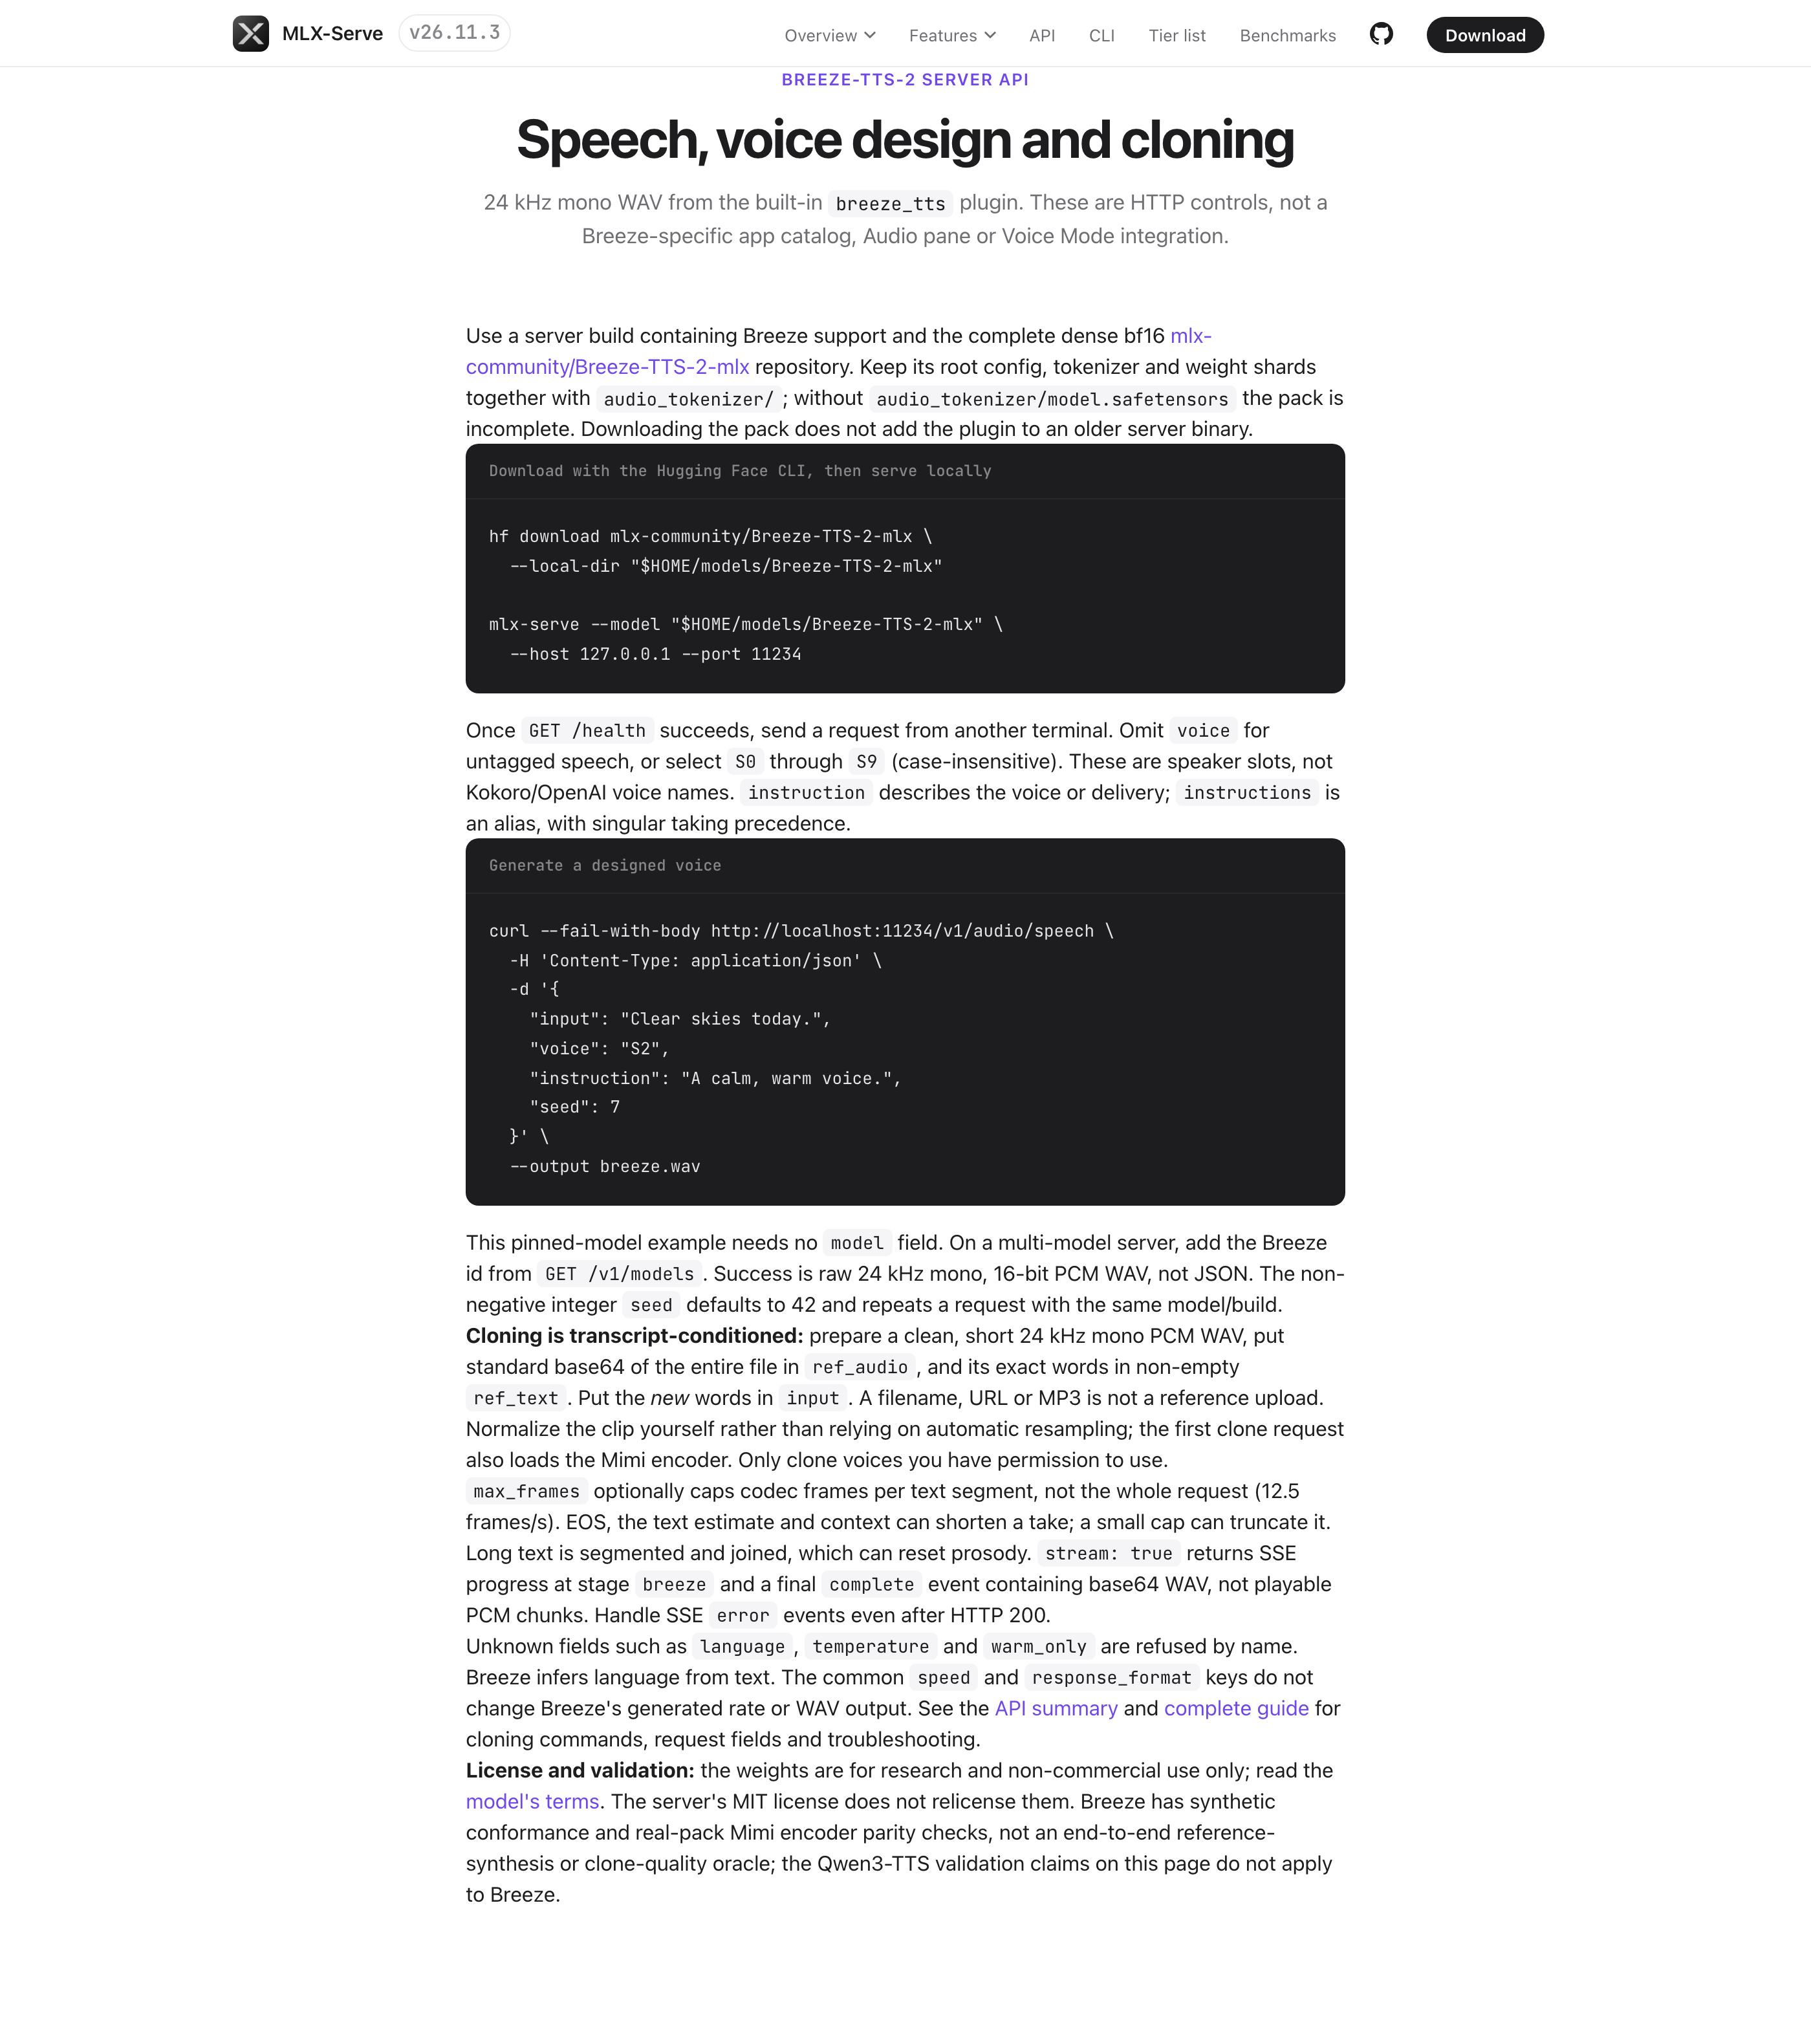 MLX-Serve v26.11.3 Overview Features API CLI Tier list Benchmarks Download
BREEZE-TTS-2 SERVER API
Speech, voice design and cloning
24 kHz mono WAV from the built-in breeze_tts plugin. These are HTTP controls, not a
Breeze-specific app catalog, Audio pane or Voice Mode integration.
Use a server build containing Breeze support and the complete dense bf16 mlx-
community/Breeze-TTS-2-mlx repository. Keep its root config, tokenizer and weight shards
together with audio_tokenizer/ ; without audio_tokenizer/model.safetensors the pack is
incomplete. Downloading the pack does not add the plugin to an older server binary.
Download with the Hugging Face CLI, then serve locally
hf download mlx-community/Breeze-TTS-2-mlx \
  --local-dir "$HOME/models/Breeze-TTS-2-mlx"
mlx-serve --model "$HOME/models/Breeze-TTS-2-mlx" \
  --host 127.0.0.1 --port 11234
Once GET /health succeeds, send a request from another terminal. Omit voice for
untagged speech, or select S0 through S9 (case-insensitive). These are speaker slots, not
Kokoro/OpenAI voice names. instruction describes the voice or delivery; instructions is
an alias, with singular taking precedence.
Generate a designed voice
curl --fail-with-body http://localhost:11234/v1/audio/speech \
  -H 'Content-Type: application/json' \
  -d '{
    "input": "Clear skies today.",
    "voice": "S2",
    "instruction": "A calm, warm voice.",
    "seed": 7
  }' \
  --output breeze.wav
This pinned-model example needs no model field. On a multi-model server, add the Breeze
id from GET /v1/models . Success is raw 24 kHz mono, 16-bit PCM WAV, not JSON. The non-
negative integer seed defaults to 42 and repeats a request with the same model/build.
Cloning is transcript-conditioned: prepare a clean, short 24 kHz mono PCM WAV, put
standard base64 of the entire file in ref_audio , and its exact words in non-empty
ref_text . Put the new words in input . A filename, URL or MP3 is not a reference upload.
Normalize the clip yourself rather than relying on automatic resampling; the first clone request
also loads the Mimi encoder. Only clone voices you have permission to use.
max_frames optionally caps codec frames per text segment, not the whole request (12.5
frames/s). EOS, the text estimate and context can shorten a take; a small cap can truncate it.
Long text is segmented and joined, which can reset prosody. stream: true returns SSE
progress at stage breeze and a final complete event containing base64 WAV, not playable
PCM chunks. Handle SSE error events even after HTTP 200.
Unknown fields such as language , temperature and warm_only are refused by name.
Breeze infers language from text. The common speed and response_format keys do not
change Breeze's generated rate or WAV output. See the API summary and complete guide for
cloning commands, request fields and troubleshooting.
License and validation: the weights are for research and non-commercial use only; read the
model's terms. The server's MIT license does not relicense them. Breeze has synthetic
conformance and real-pack Mimi encoder parity checks, not an end-to-end reference-
synthesis or clone-quality oracle; the Qwen3-TTS validation claims on this page do not apply
to Breeze.